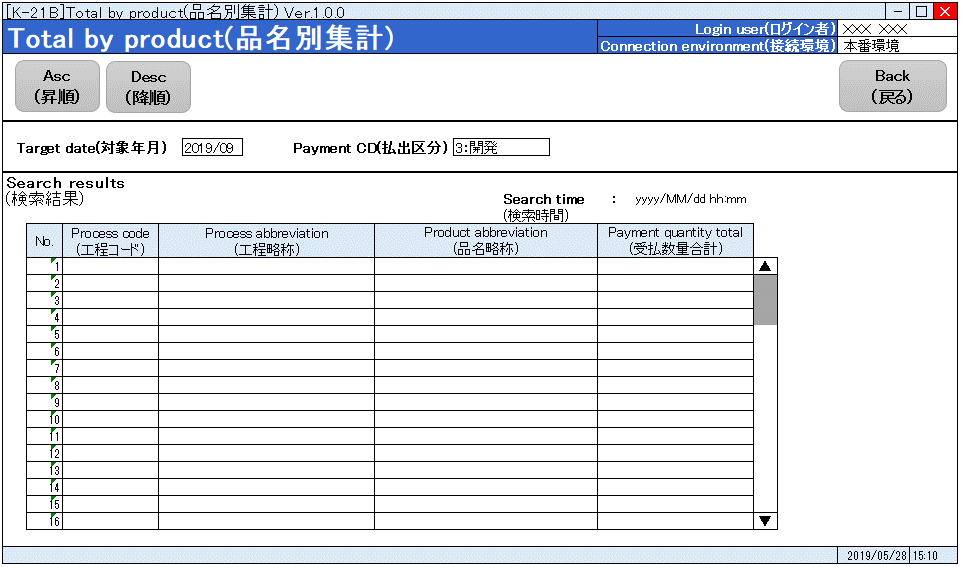 [K-21B]Total by product(品名別集計) Ver.1.0.0
Total by product(品名別集計)
Login user(ログイン者) XXX XXX
Connection environment(接続環境) 本番環境
Asc
(昇順)
Desc
(降順)
Back
(戻る)
Target date(対象年月) 2019/09 Payment CD(払出区分) 3:開発
Search results
(検索結果)
Search time : yyyy/MM/dd hh:mm
(検索時間)
No. Process code Process abbreviation Product abbreviation Payment quantity total
(工程コード) (工程略称) (品名略称) (受払数量合計)
1
2
3
4
5
6
7
8
9
10
11
12
13
14
15
16
2019/05/28 15:10